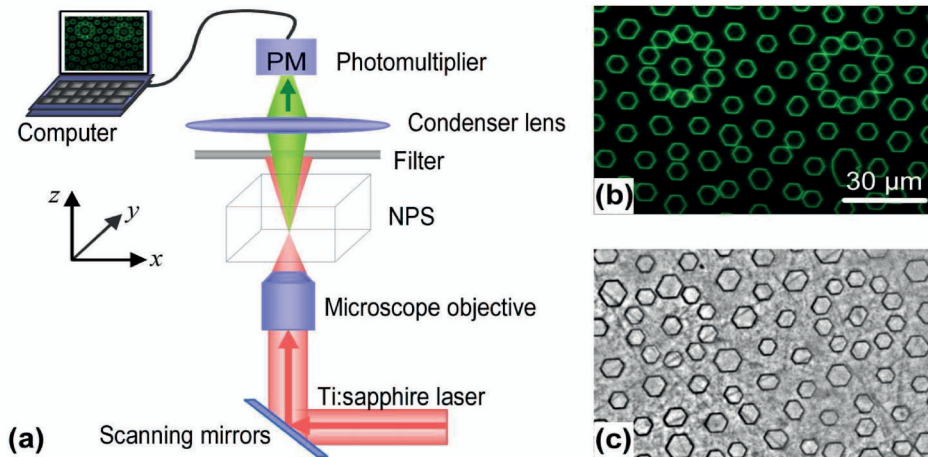 PM
Photomultiplier
Computer
Condenser lens
Filter
NPS
z
y
x
Microscope objective
Ti:sapphire laser
Scanning mirrors
(a)
(b)
30 µm
(c)